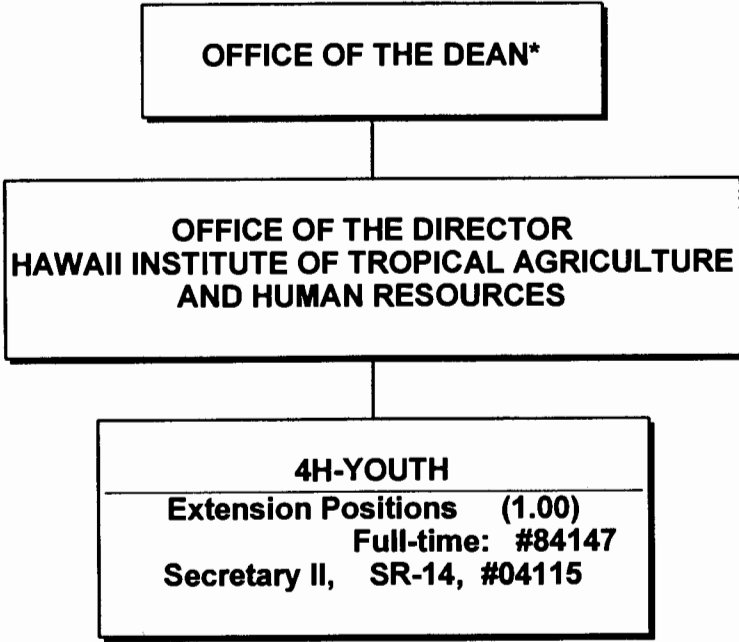 OFFICE OF THE DEAN*
OFFICE OF THE DIRECTOR
HAWAII INSTITUTE OF TROPICAL AGRICULTURE
AND HUMAN RESOURCES
4H-YOUTH
Extension Positions (1.00)
Full-time: #84147
Secretary II, SR-14, #04115